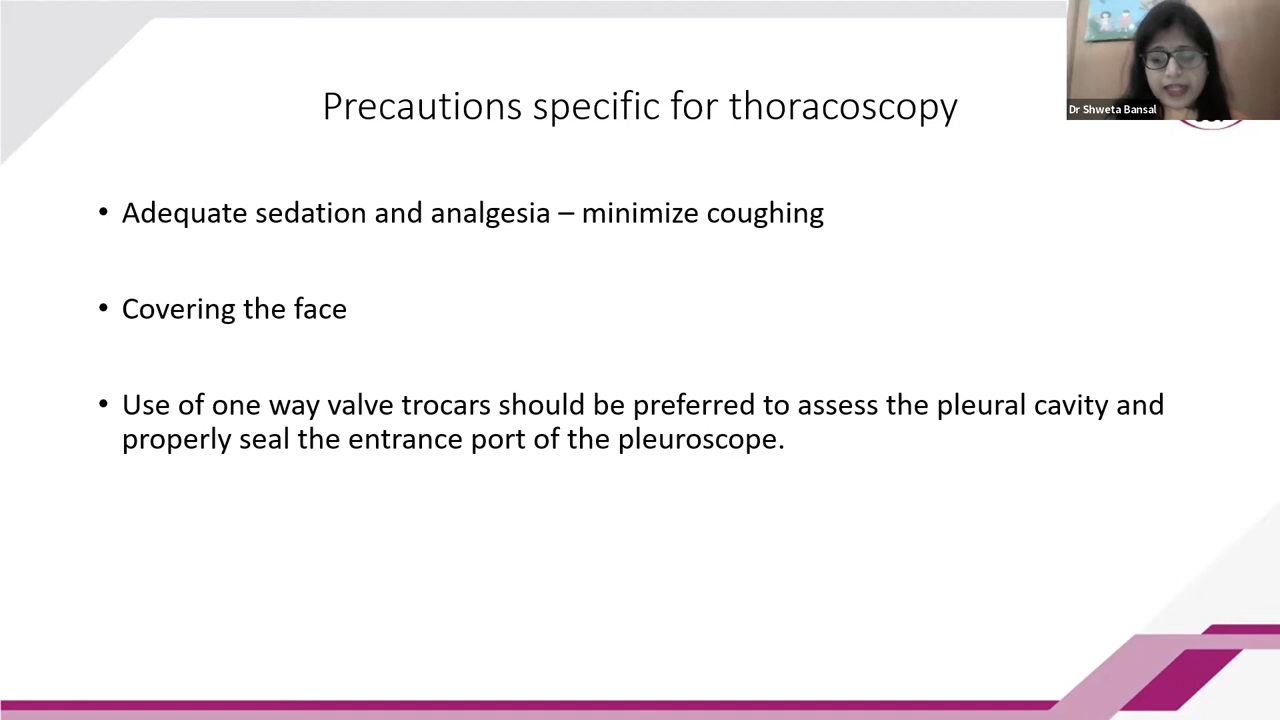 Dr Shweta Bansal
Precautions specific for thoracoscopy
• Adequate sedation and analgesia – minimize coughing
• Covering the face
• Use of one way valve trocars should be preferred to assess the pleural cavity and
properly seal the entrance port of the pleuroscope.